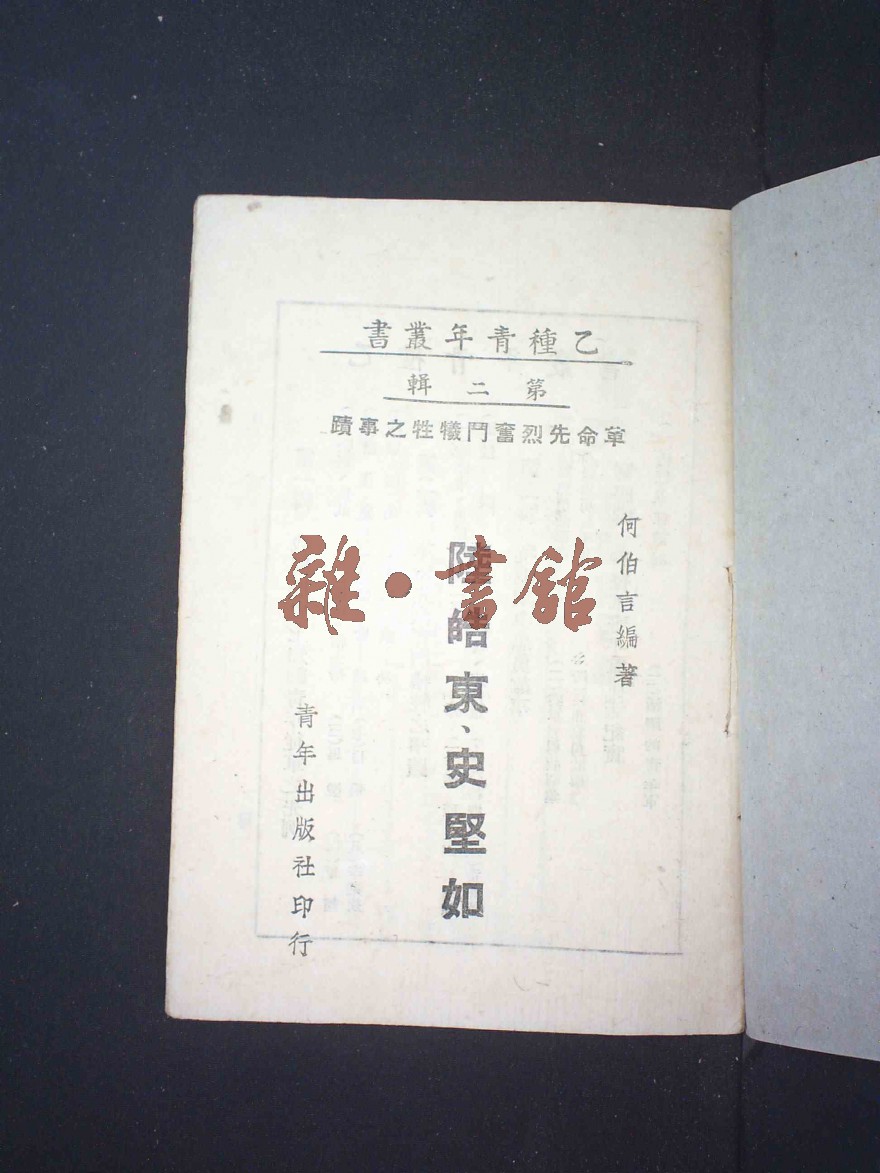 乙種青年叢書
第二輯
革命先烈奮鬥犧牲之事蹟
何伯言編著
陸皓東、史堅如
青年出版社印行
雜·書館